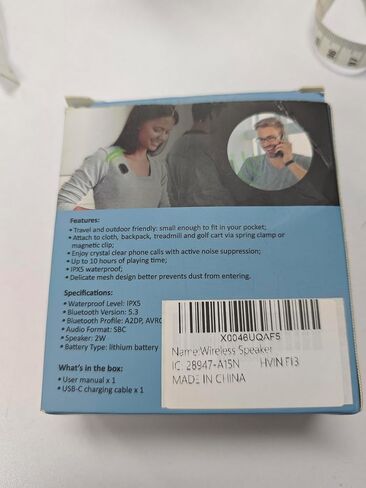 Features:
• Travel and outdoor friendly: small enough to fit in your pocket;
• Attach to cloth, backpack, treadmill and golf cart via spring clamp or
magnetic clip;
• Enjoy crystal clear phone calls with active noise suppression;
• Up to 10 hours of playing time;
• IPX5 waterproof;
• Delicate mesh design better prevents dust from entering.
Specifications:
• Waterproof Level: IPX5
• Bluetooth Version: 5.3
• Bluetooth Profile: A2DP, AVRC
• Audio Format: SBC
• Speaker: 2W
• Battery Type: lithium battery
What's in the box:
• User manual x 1
• USB-C charging cable x 1
X0046UQAF5
Name:Wireless Speaker
IC: 28947-A15N HVIN:F13
MADE IN CHINA